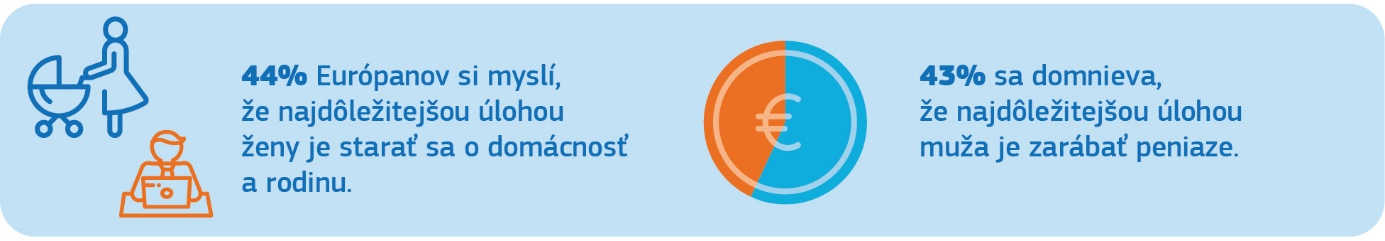 44% Európanov si myslí,
že najdôležitejšou úlohou
ženy je starať sa o domácnosť
a rodinu.
€
43% sa domnieva,
že najdôležitejšou úlohou
muža je zarábať peniaze.